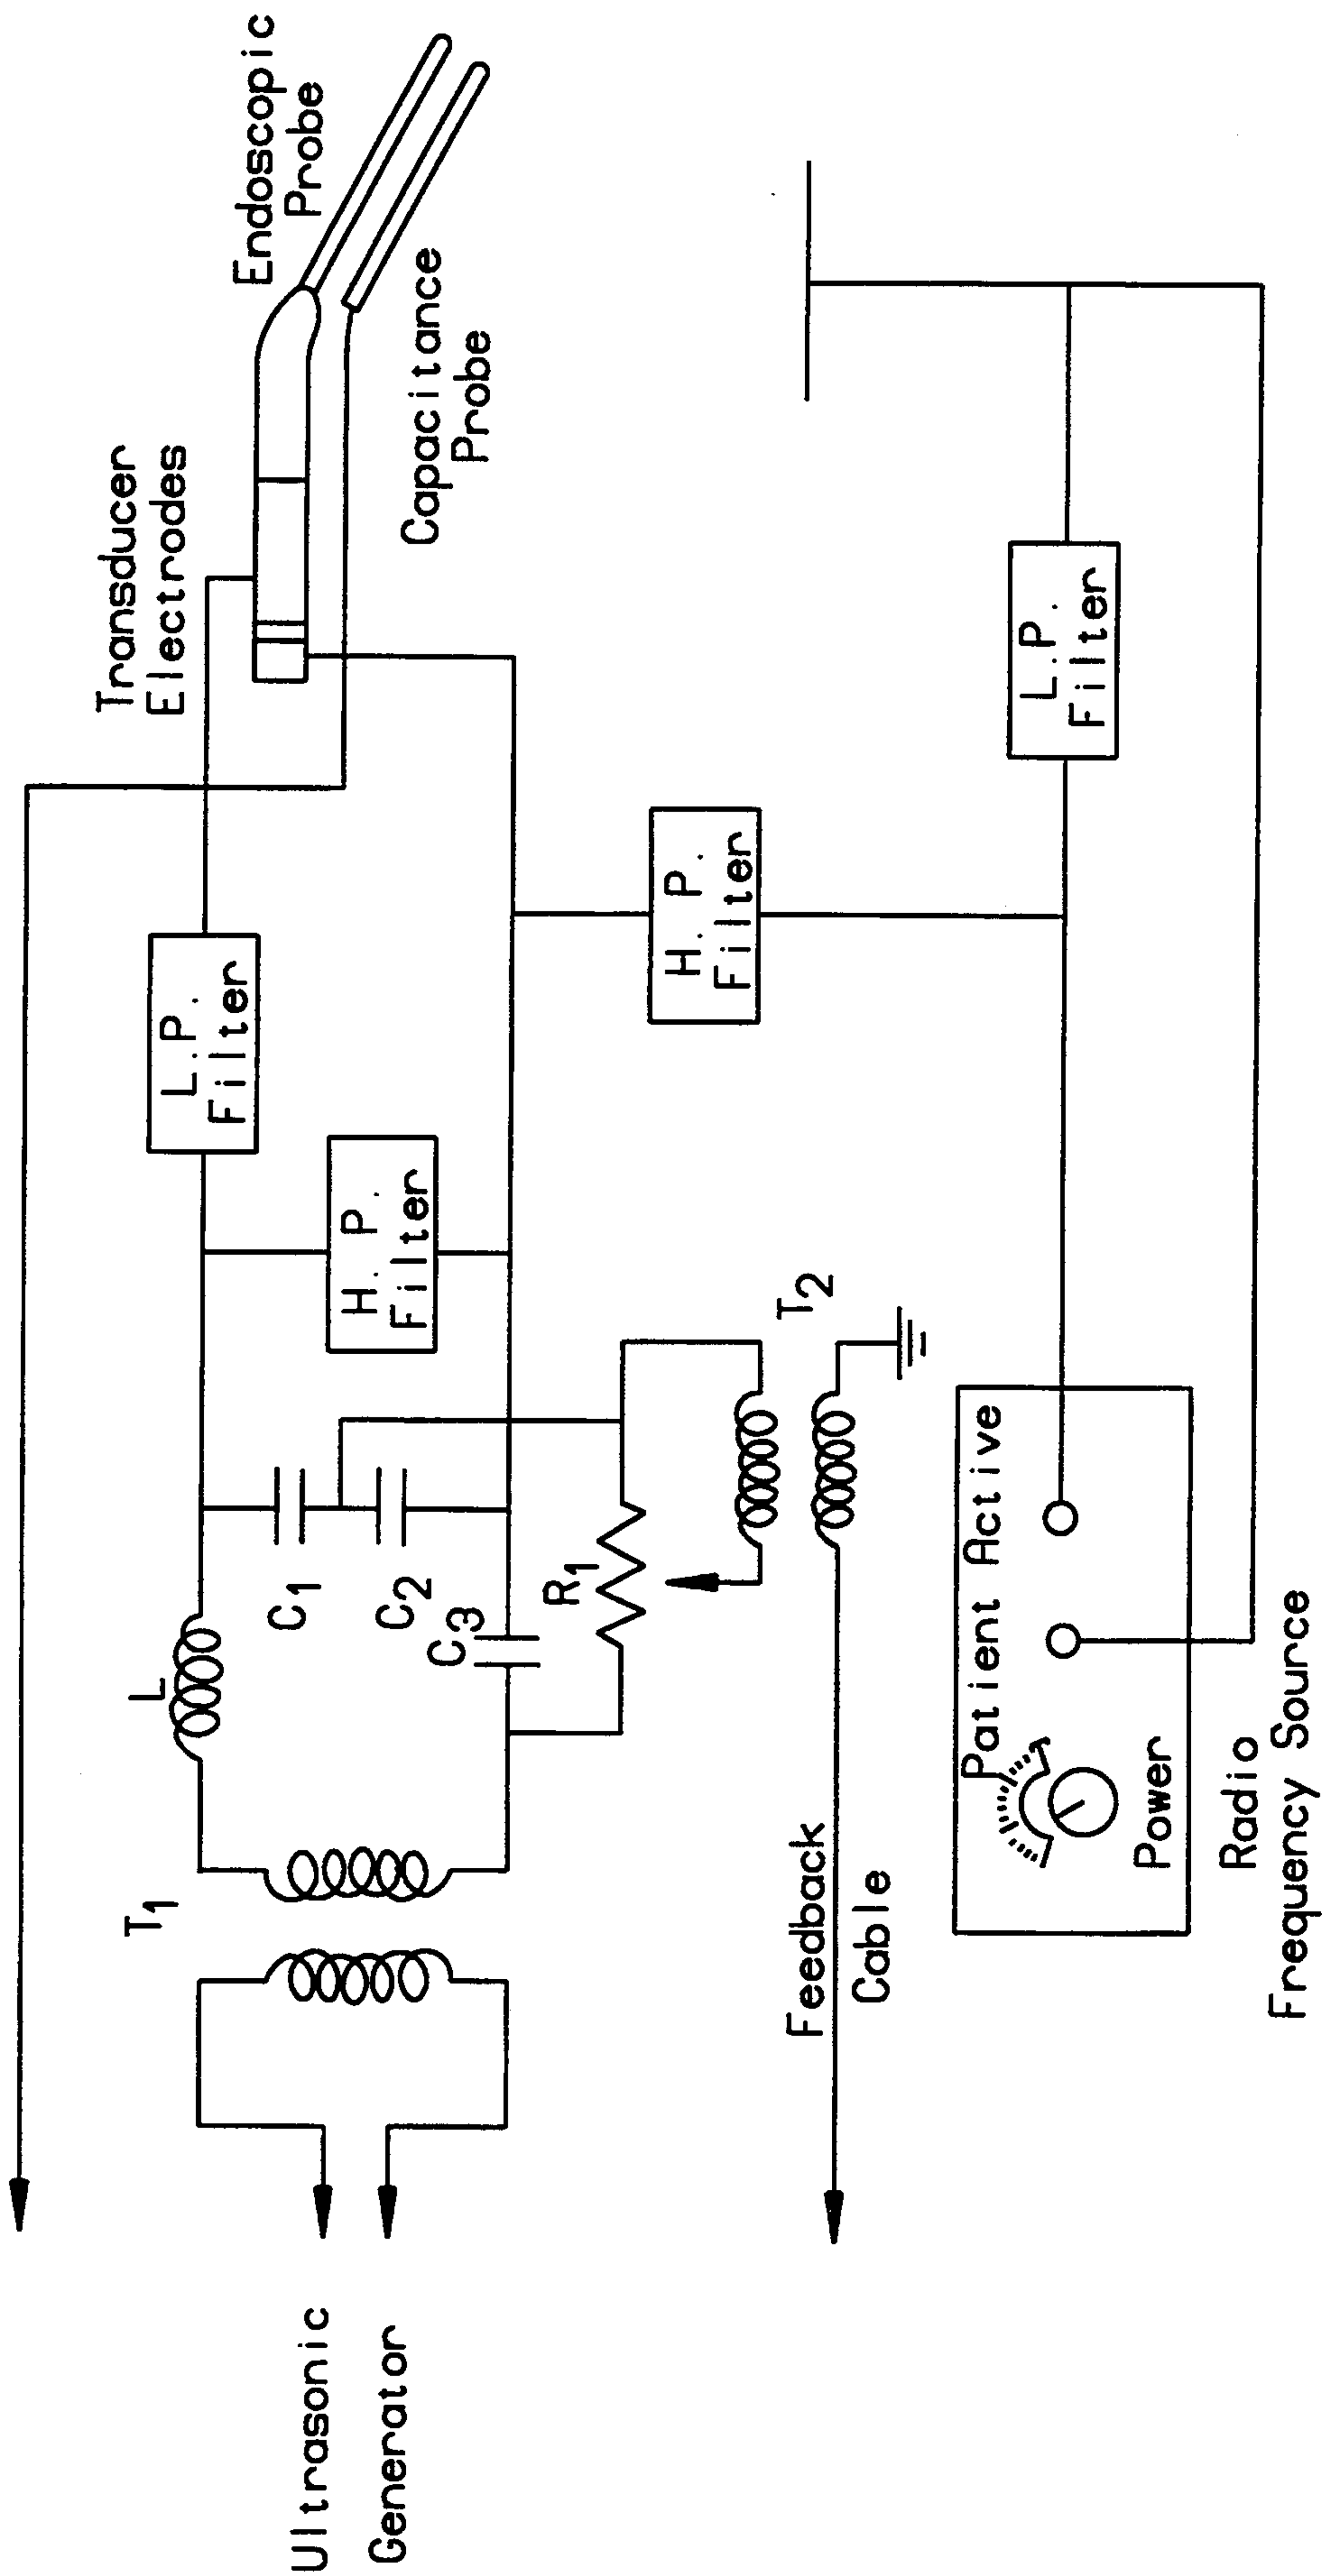 Endoscopic
Probe
Transducer
Electrodes
Capacitance
Probe
L.P.
Filter
H. P.
Filter
H. P.
Filter
L.P.
Filter
T1
L
C1
C2
C3
R1
T2
Ultrasonic
Generator
Feedback
Cable
Patient Active
Power
Radio
Frequency Source